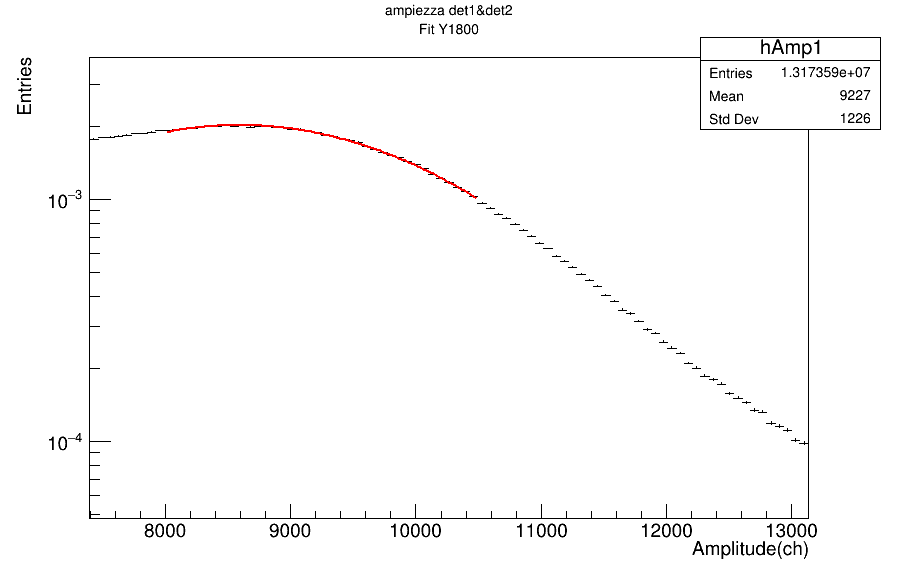 ampiezza det1&det2
Fit Y1800
hAmp1
Entries 1.317359e+07
Mean 9227
Std Dev 1226
Entries
10⁻³
10⁻⁴
8000 9000 10000 11000 12000 13000
Amplitude(ch)